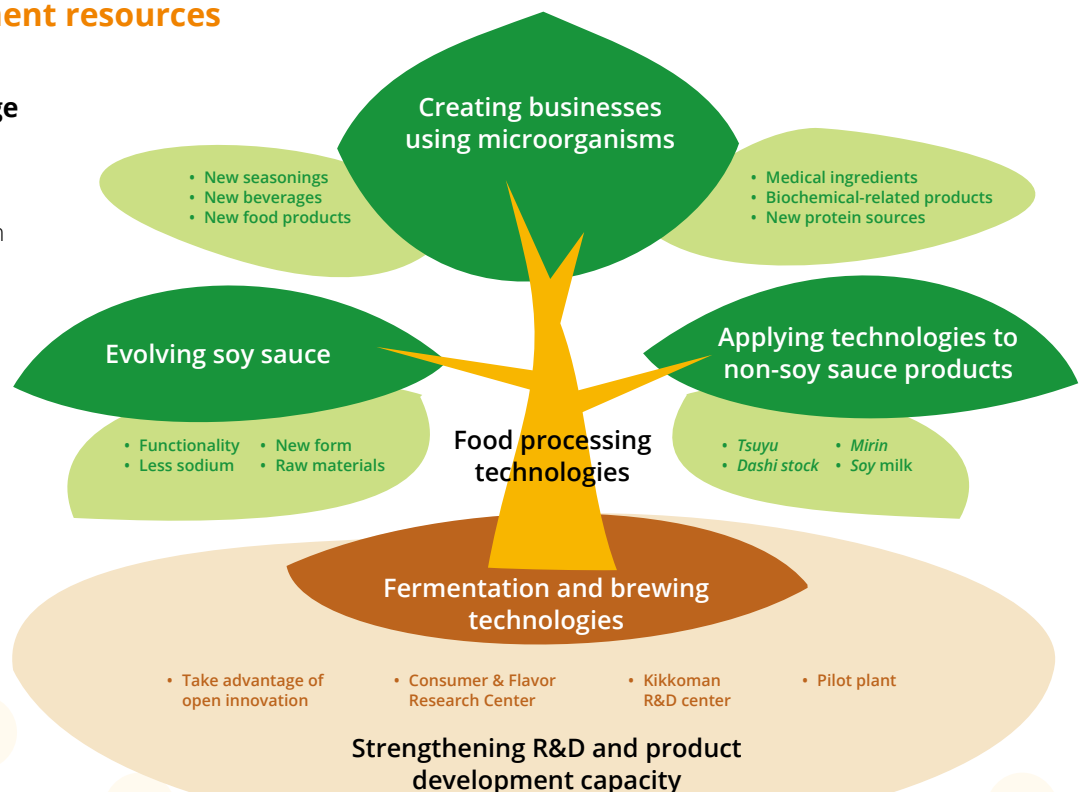 ment resources
ge
n
Creating businesses
using microorganisms
• New seasonings
• New beverages
• New food products
• Medical ingredients
• Biochemical-related products
• New protein sources
Evolving soy sauce
Applying technologies to
non-soy sauce products
• Functionality • New form
• Less sodium • Raw materials
Food processing
technologies
• Tsuyu • Mirin
• Dashi stock • Soy milk
Fermentation and brewing
technologies
• Take advantage of
open innovation
• Consumer & Flavor
Research Center
• Kikkoman
R&D center
• Pilot plant
Strengthening R&D and product
development capacity